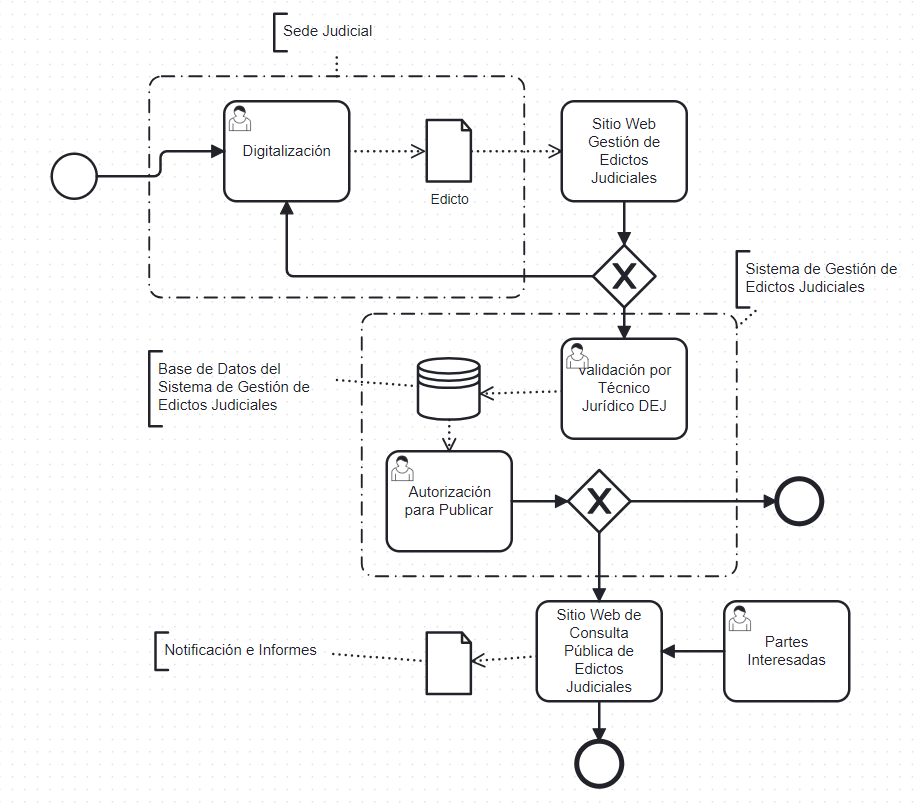 Sede Judicial
Digitalización
Edicto
Sitio Web
Gestión de
Edictos
Judiciales
X
Sistema de Gestión de
Edictos Judiciales
Validación por
Técnico
Jurídico DEJ
Base de Datos del
Sistema de Gestión de
Edictos Judiciales
Autorización
para Publicar
X
Sitio Web de
Consulta
Pública de
Edictos
Judiciales
Partes
Interesadas
Notificación e Informes